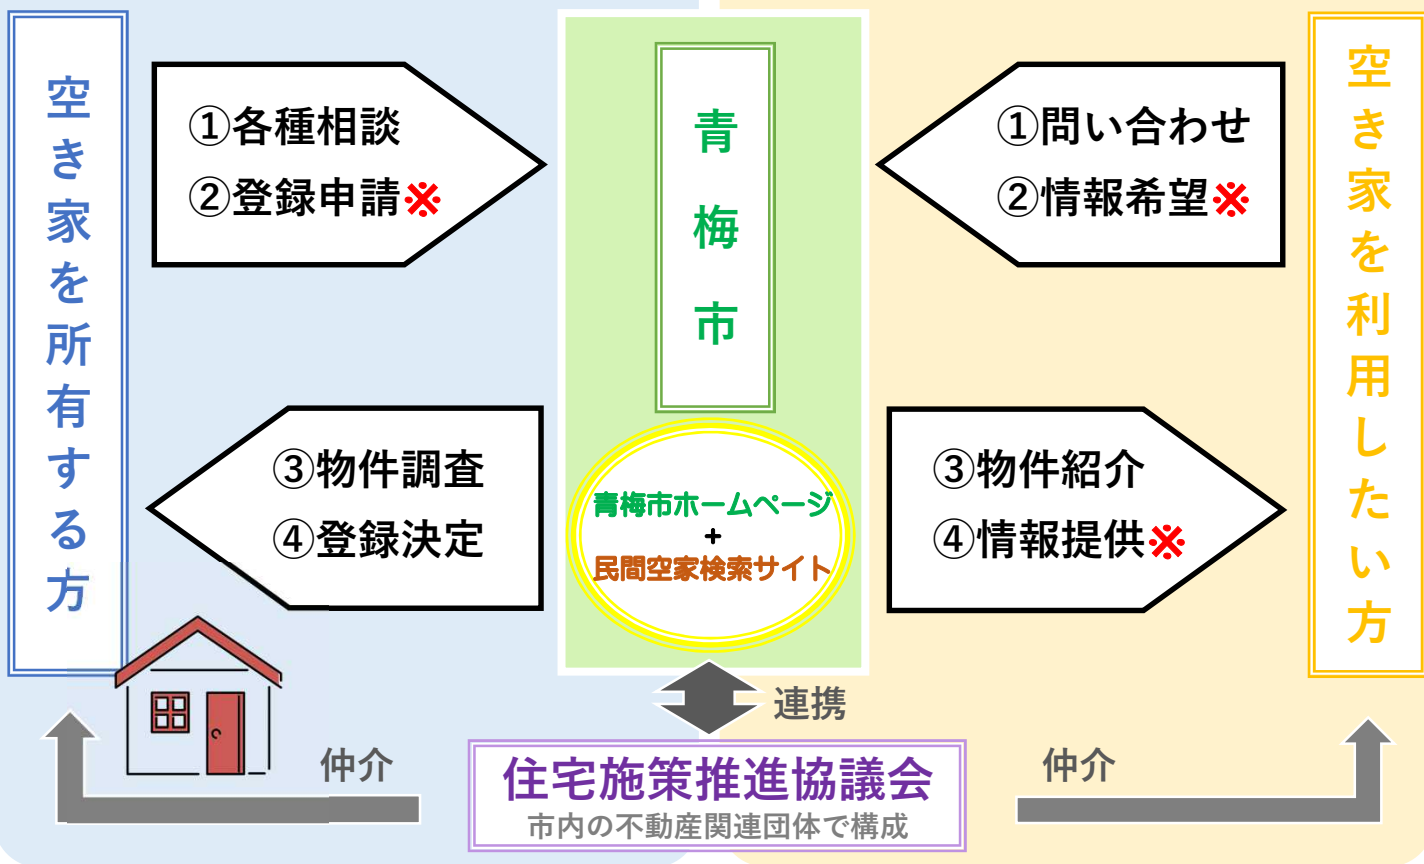 空き家を所有する方
①各種相談
②登録申請※
③物件調査
④登録決定
青梅市
青梅市ホームページ
+
民間空家検索サイト
①問い合わせ
②情報希望※
③物件紹介
④情報提供※
空き家を利用したい方
連携
仲介
住宅施策推進協議会
市内の不動産関連団体で構成
仲介